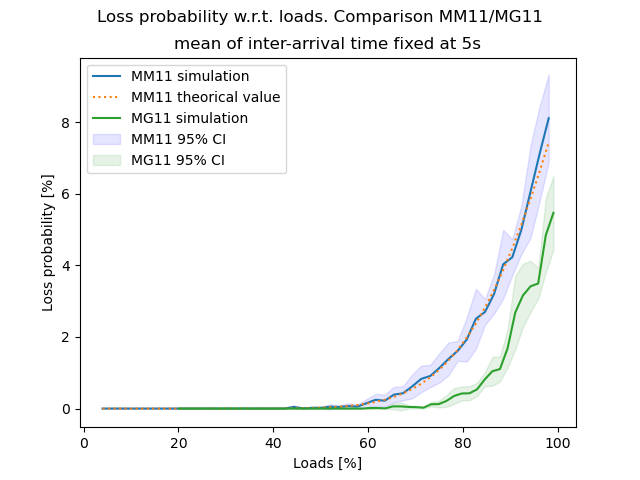 Loss probability w.r.t. loads. Comparison MM11/MG11
mean of inter-arrival time fixed at 5s
MM11 simulation
MM11 theorical value
MG11 simulation
MM11 95% CI
MG11 95% CI
Loss probability [%]
8
6
4
2
0
0 20 40 60 80 100
Loads [%]